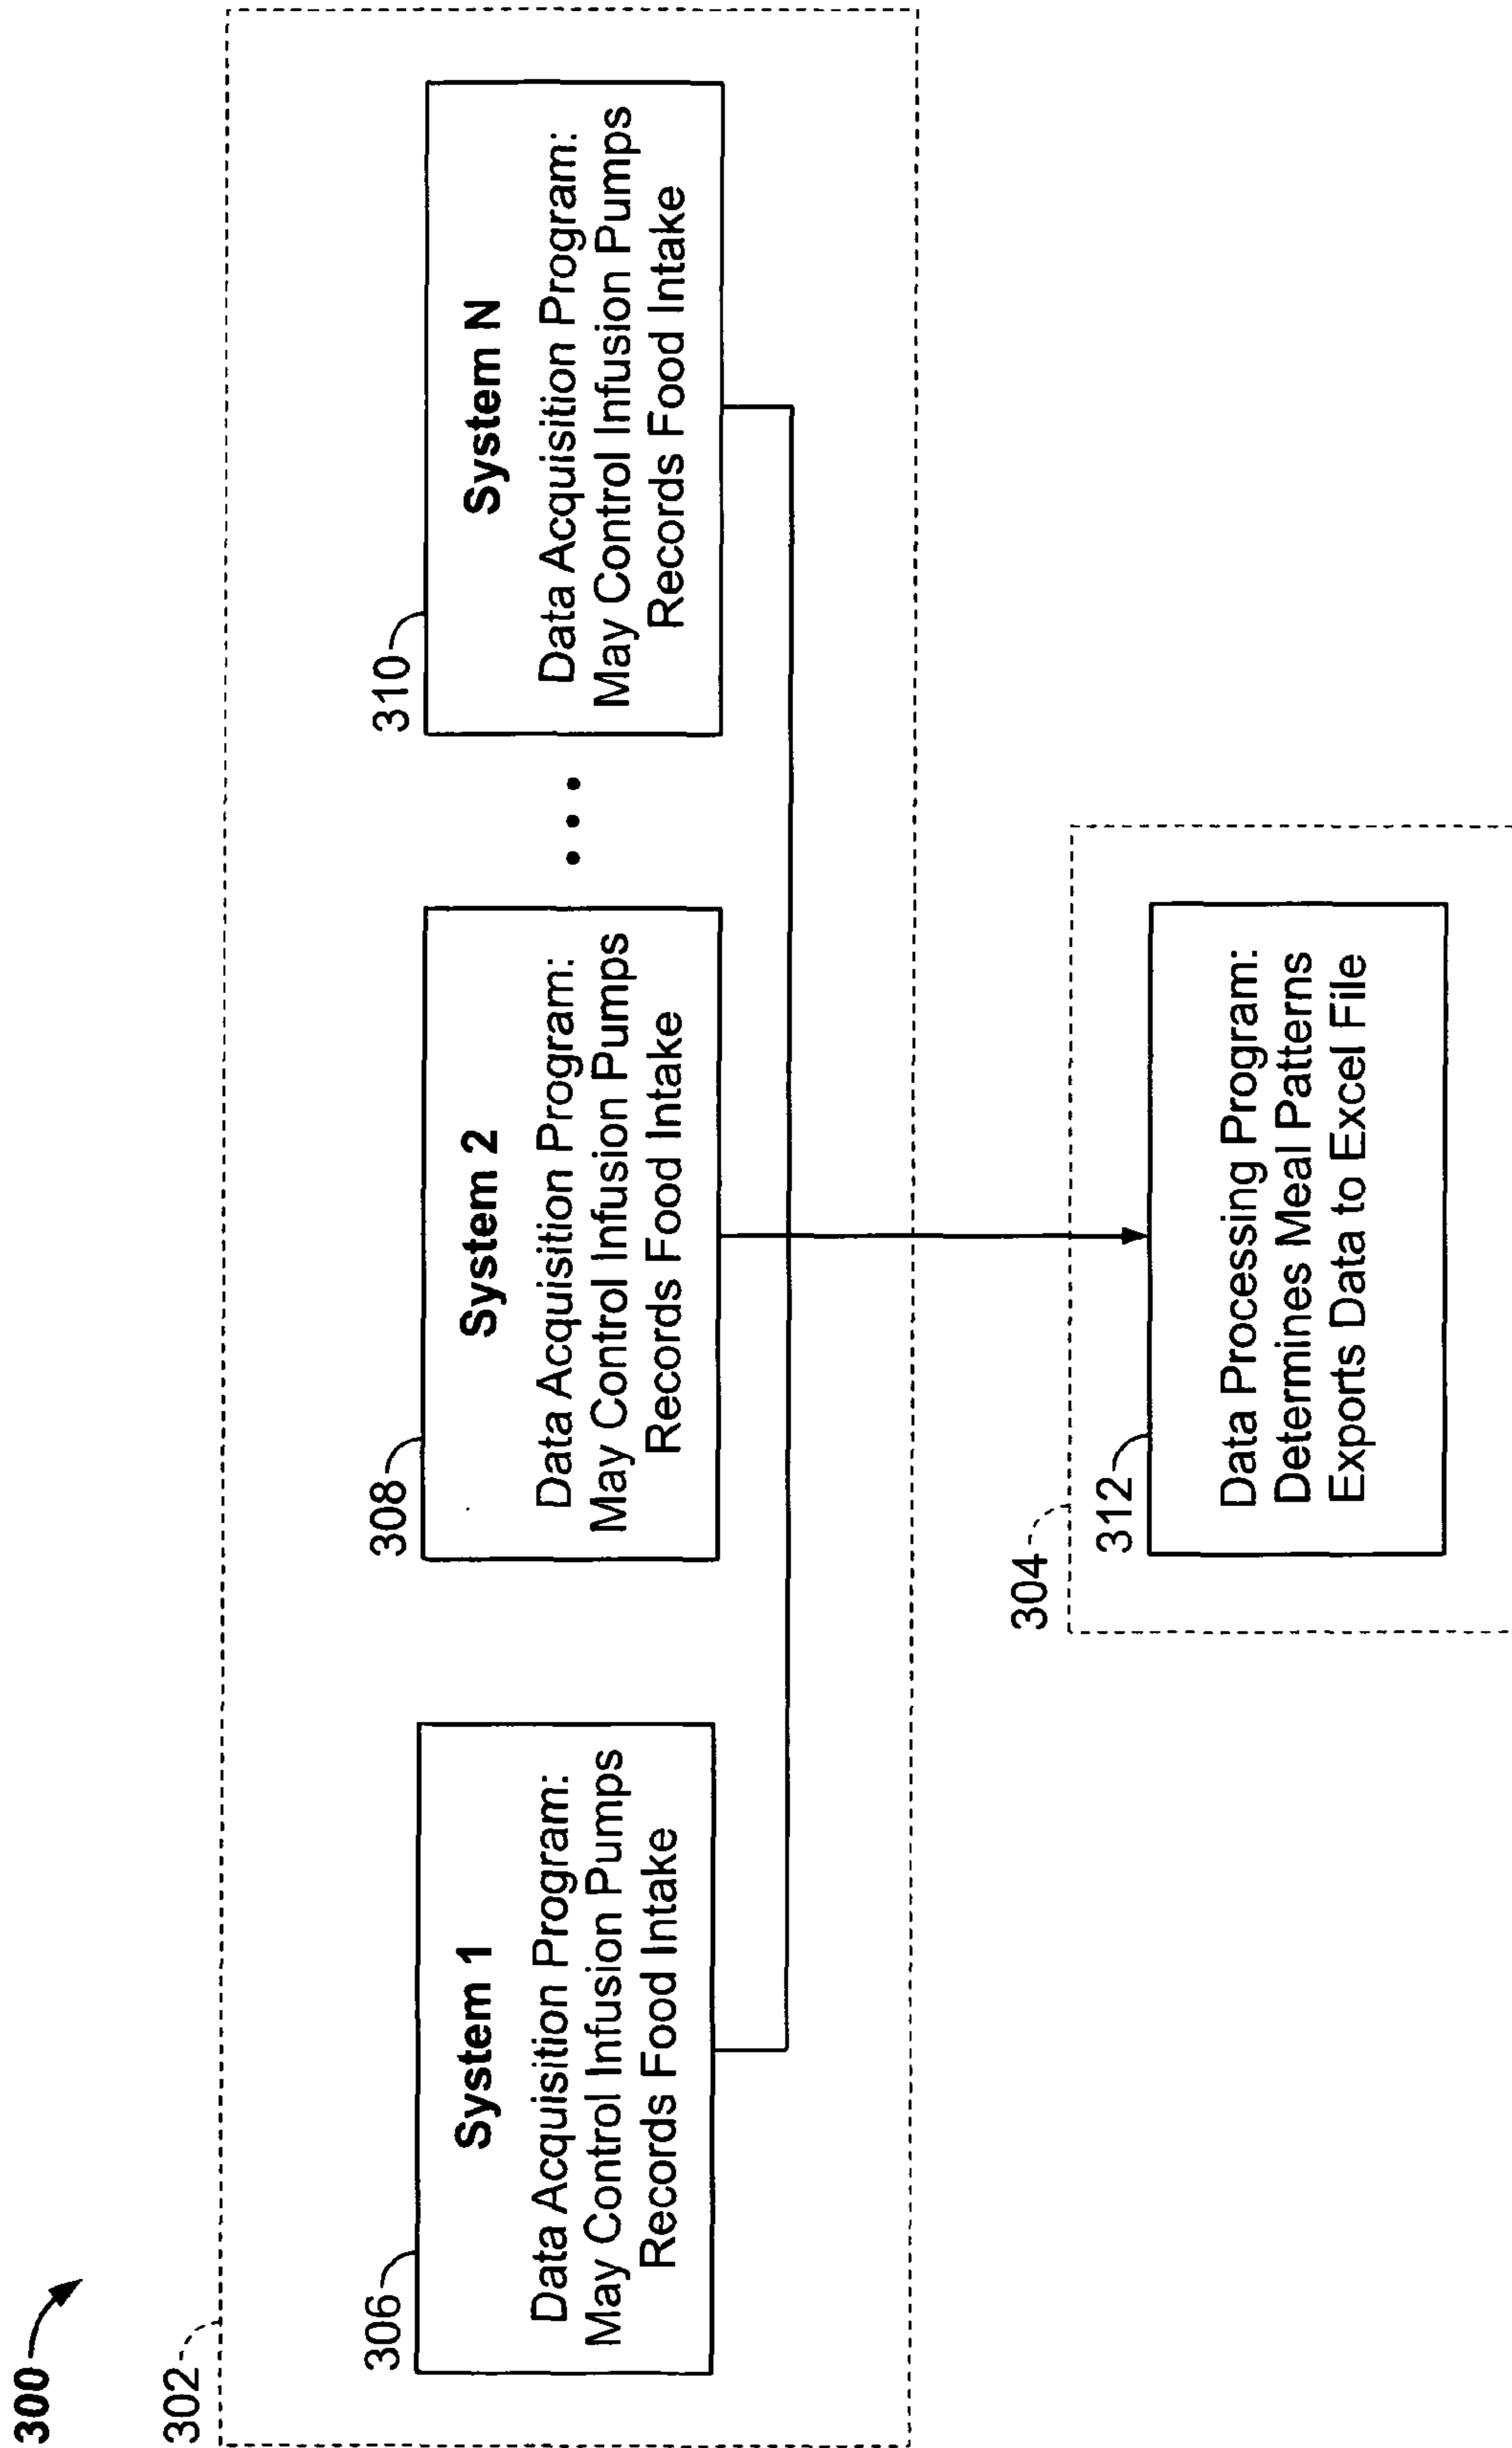 300
302
306
System 1
Data Acquisition Program:
May Control Infusion Pumps
Records Food Intake
308
System 2
Data Acquisition Program:
May Control Infusion Pumps
Records Food Intake
310
System N
Data Acquisition Program:
May Control Infusion Pumps
Records Food Intake
304
312
Data Processing Program:
Determines Meal Patterns
Exports Data to Excel File